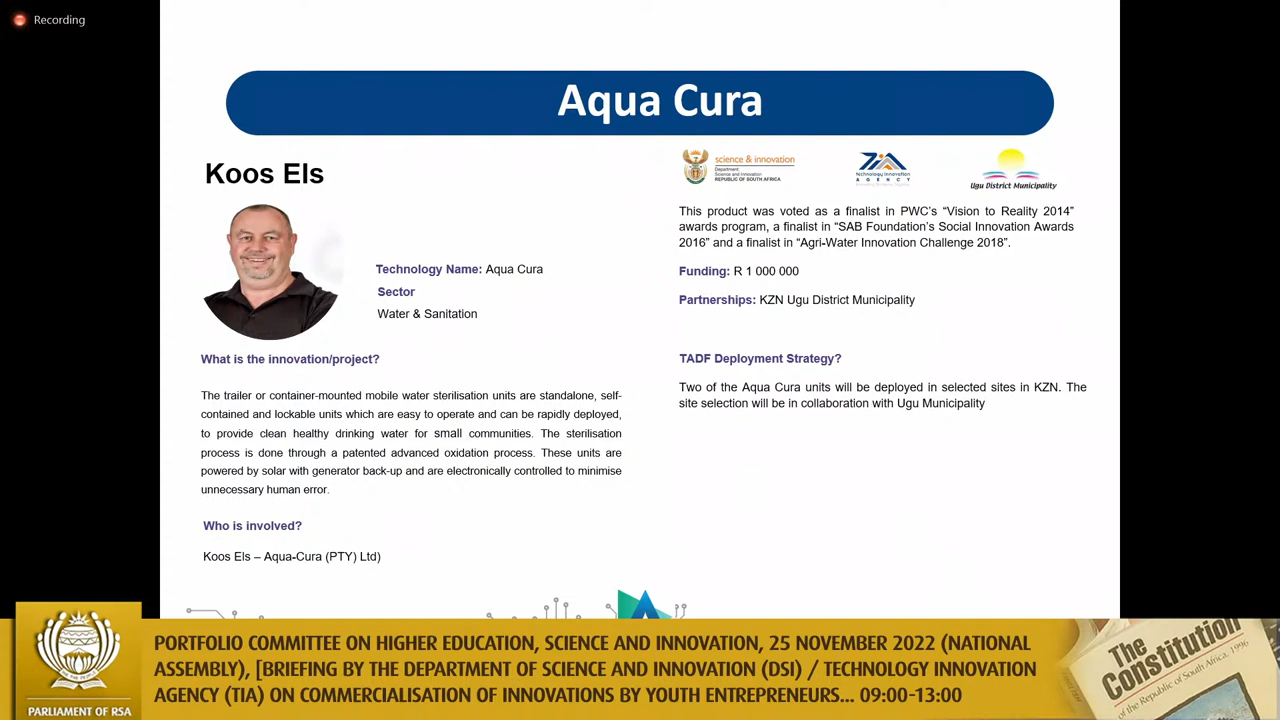 Recording
Aqua Cura
Koos Els
Technology Name: Aqua Cura
Sector
Water & Sanitation
What is the innovation/project?
The trailer or container-mounted mobile water sterilisation units are standalone, self-
contained and lockable units which are easy to operate and can be rapidly deployed,
to provide clean healthy drinking water for small communities. The sterilisation
process is done through a patented advanced oxidation process. These units are
powered by solar with generator back-up and are electronically controlled to minimise
unnecessary human error.
Who is involved?
Koos Els – Aqua-Cura (PTY) Ltd)
science & innovation
Department:
Science and Innovation
REPUBLIC OF SOUTH AFRICA
Technology Innovation
AGENCY
Ugu District Municipality
This product was voted as a finalist in PWC's “Vision to Reality 2014”
awards program, a finalist in “SAB Foundation's Social Innovation Awards
2016” and a finalist in “Agri-Water Innovation Challenge 2018”.
Funding: R 1 000 000
Partnerships: KZN Ugu District Municipality
TADF Deployment Strategy?
Two of the Aqua Cura units will be deployed in selected sites in KZN. The
site selection will be in collaboration with Ugu Municipality
PARLIAMENT OF RSA
PORTFOLIO COMMITTEE ON HIGHER EDUCATION, SCIENCE AND INNOVATION, 25 NOVEMBER 2022 (NATIONAL
ASSEMBLY), [BRIEFING BY THE DEPARTMENT OF SCIENCE AND INNOVATION (DSI) / TECHNOLOGY INNOVATION
AGENCY (TIA) ON COMMERCIALISATION OF INNOVATIONS BY YOUTH ENTREPRENEURS... 09:00-13:00
The
Constitution
of the Republic of South Africa, 1996